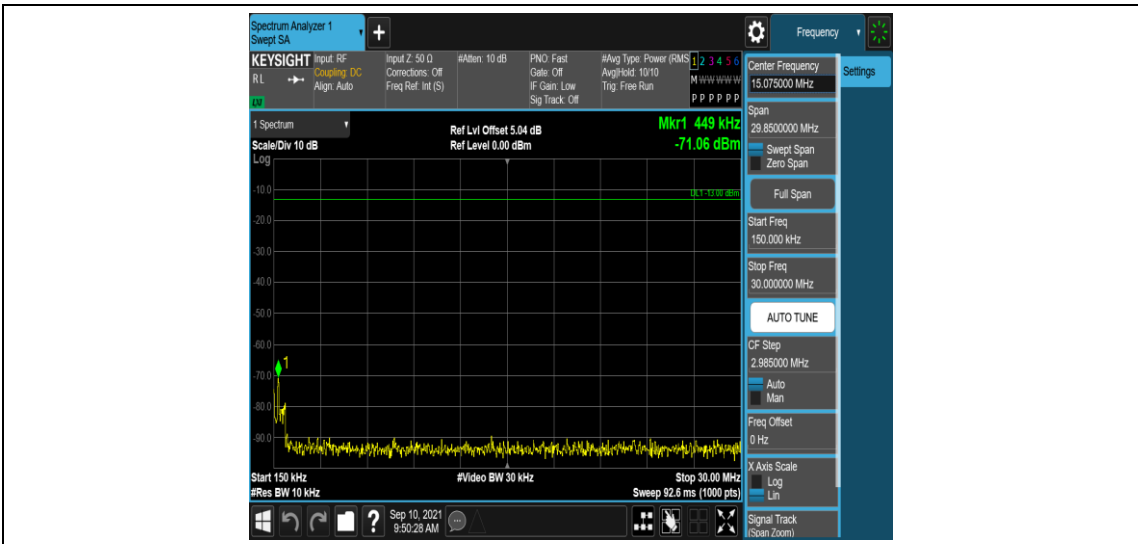 Spectrum Analyzer 1
Swept SA
+
Frequency
KEYSIGHT
Input: RF
Input Z: 50 Ω
#Atten: 10 dB
PNO: Fast
#Avg Type: Power (RMS
1 2 3 4 5 6
R L
Coupling: DC
Corrections: Off
Gate: Off
Avg|Hold: 10/10
M W W W W W
Align: Auto
Freq Ref: Int (S)
IF Gain: Low
Trig: Free Run
Sig Track: Off
P P P P P P
1 Spectrum
Ref Lvl Offset 5.04 dB
Mkr1 449 kHz
Scale/Div 10 dB
Ref Level 0.00 dBm
-71.06 dBm
Log
DL1 -13.00 dBm
-10.0
-20.0
-30.0
-40.0
-50.0
-60.0
1
-70.0
-80.0
-90.0
Start 150 kHz
#Video BW 30 kHz
Stop 30.00 MHz
#Res BW 10 kHz
Sweep 92.6 ms (1000 pts)
?
Sep 10, 2021
9:50:28 AM
Center Frequency
15.075000 MHz
Settings
Span
29.8500000 MHz
Swept Span
Zero Span
Full Span
Start Freq
150.000 kHz
Stop Freq
30.000000 MHz
AUTO TUNE
CF Step
2.985000 MHz
Auto
Man
Freq Offset
0 Hz
X Axis Scale
Log
Lin
Signal Track
(Span Zoom)